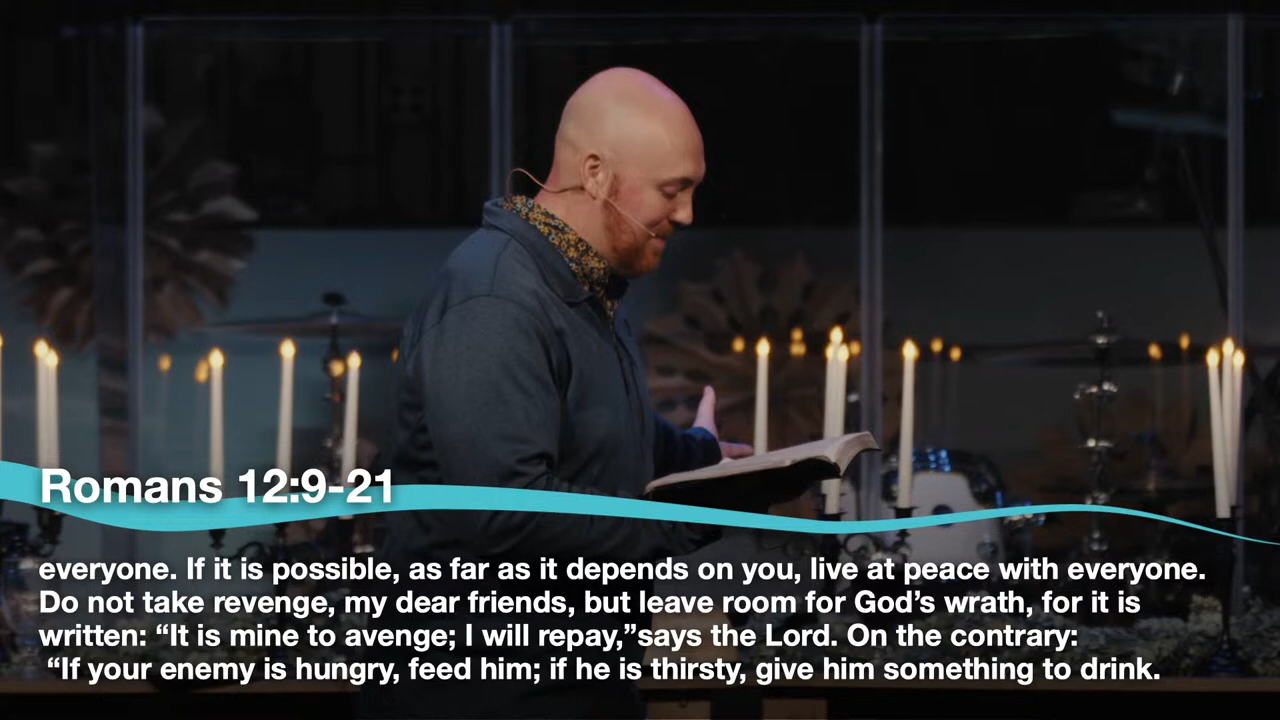 Romans 12:9-21
everyone. If it is possible, as far as it depends on you, live at peace with everyone.
Do not take revenge, my dear friends, but leave room for God’s wrath, for it is
written: “It is mine to avenge; I will repay,”says the Lord. On the contrary:
“If your enemy is hungry, feed him; if he is thirsty, give him something to drink.